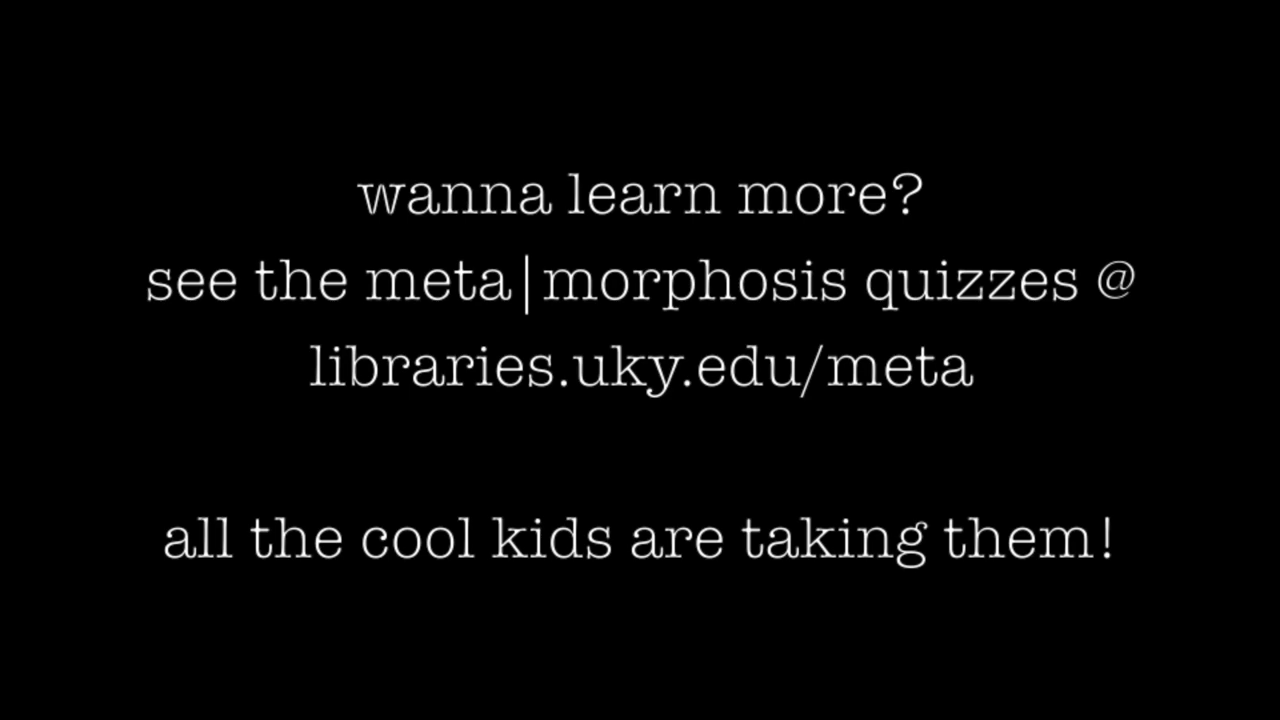 wanna learn more?
see the meta|morphosis quizzes @
libraries.uky.edu/meta
all the cool kids are taking them!